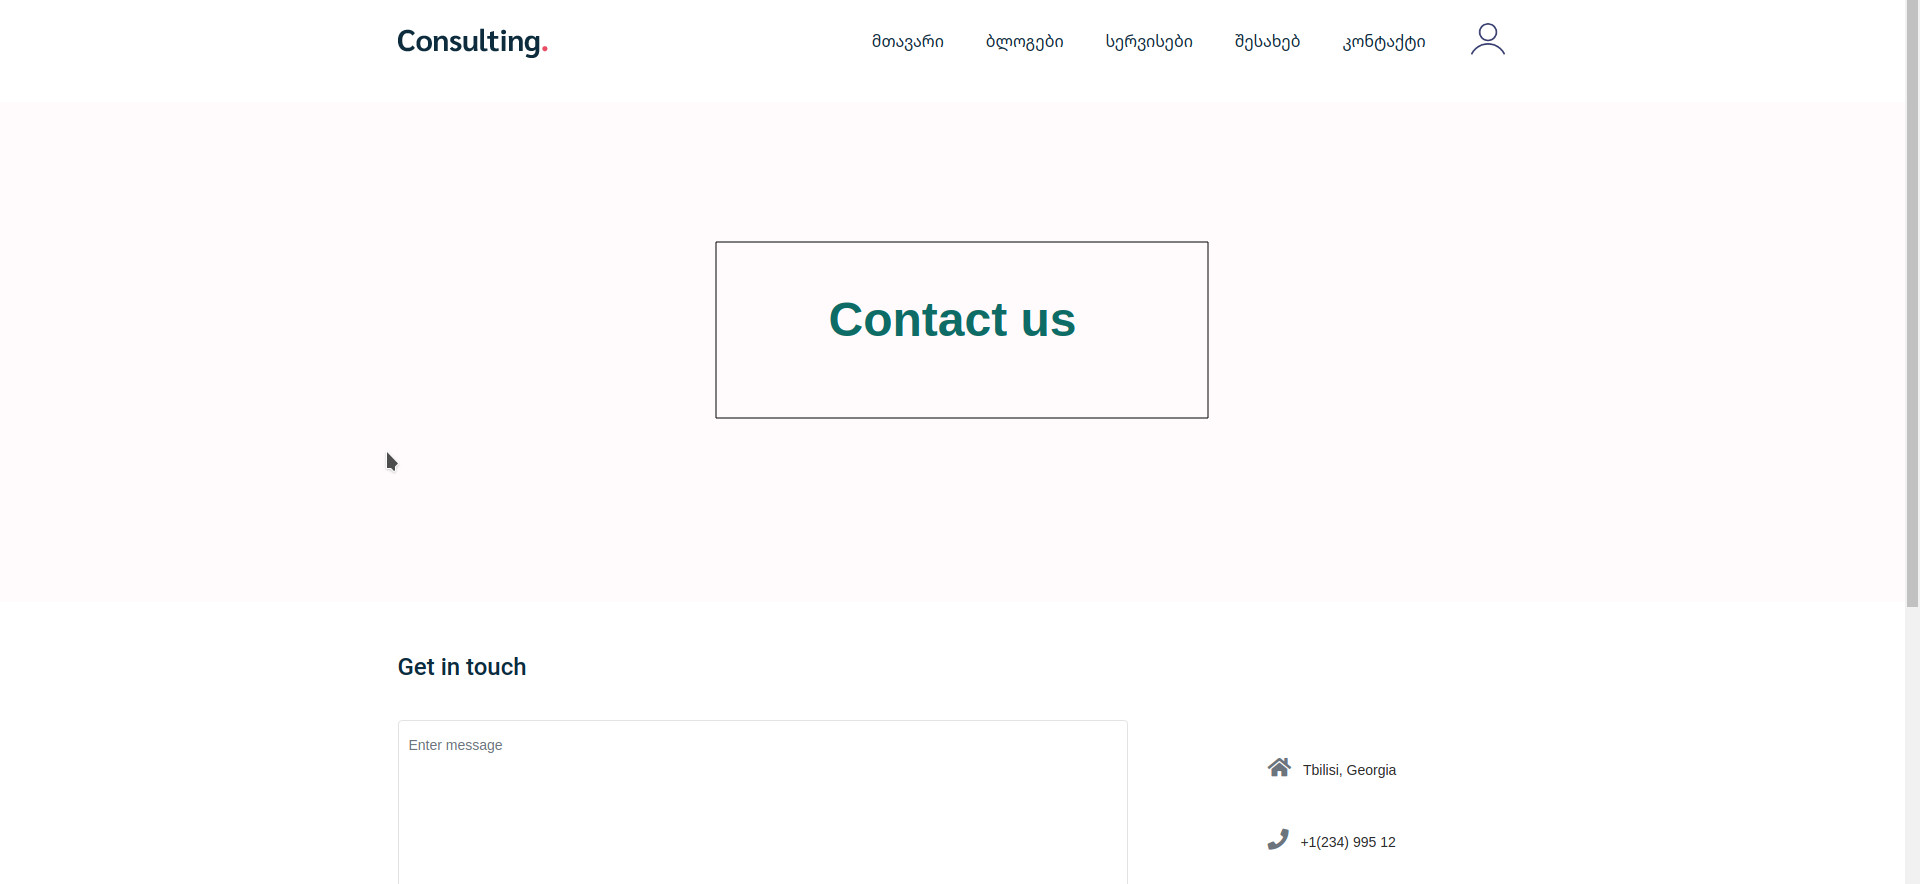 Consulting.
მთავარი ბლოგები სერვისები შესახებ კონტაქტი
Contact us
Get in touch
Enter message
Tbilisi, Georgia
+1(234) 995 12